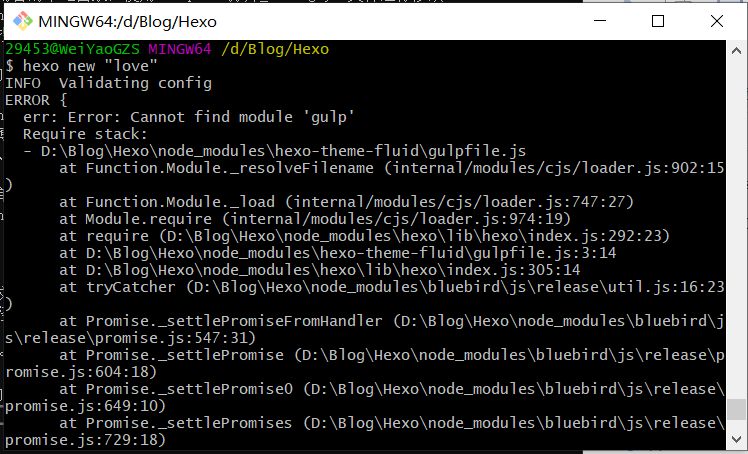 MINGW64:/d/Blog/Hexo
29453@WeiYaoGZS MINGW64 /d/Blog/Hexo
$ hexo new "love"
INFO  Validating config
ERROR {
  err: Error: Cannot find module 'gulp'
  Require stack:
  - D:\Blog\Hexo\node_modules\hexo-theme-fluid\gulpfile.js
      at Function.Module._resolveFilename (internal/modules/cjs/loader.js:902:15
)
      at Function.Module._load (internal/modules/cjs/loader.js:747:27)
      at Module.require (internal/modules/cjs/loader.js:974:19)
      at require (D:\Blog\Hexo\node_modules\hexo\lib\hexo\index.js:292:23)
      at D:\Blog\Hexo\node_modules\hexo-theme-fluid\gulpfile.js:3:14
      at D:\Blog\Hexo\node_modules\hexo\lib\hexo\index.js:305:14
      at tryCatcher (D:\Blog\Hexo\node_modules\bluebird\js\release\util.js:16:23
)
      at Promise._settlePromiseFromHandler (D:\Blog\Hexo\node_modules\bluebird\j
s\release\promise.js:547:31)
      at Promise._settlePromise (D:\Blog\Hexo\node_modules\bluebird\js\release\p
romise.js:604:18)
      at Promise._settlePromise0 (D:\Blog\Hexo\node_modules\bluebird\js\release\
promise.js:649:10)
      at Promise._settlePromises (D:\Blog\Hexo\node_modules\bluebird\js\release\
promise.js:729:18)